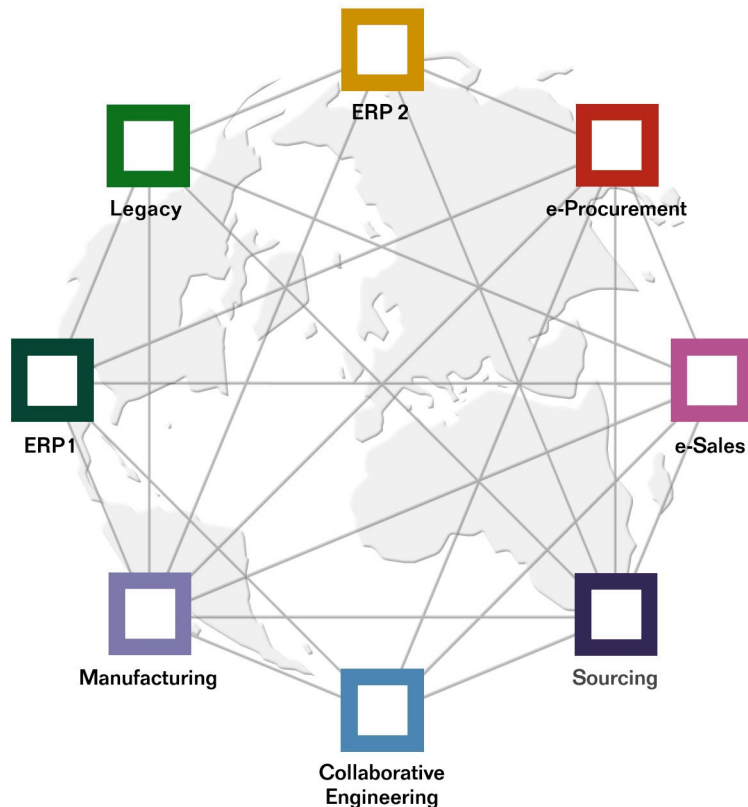 ERP 2
Legacy
e-Procurement
ERP1
e-Sales
Manufacturing
Sourcing
Collaborative
Engineering